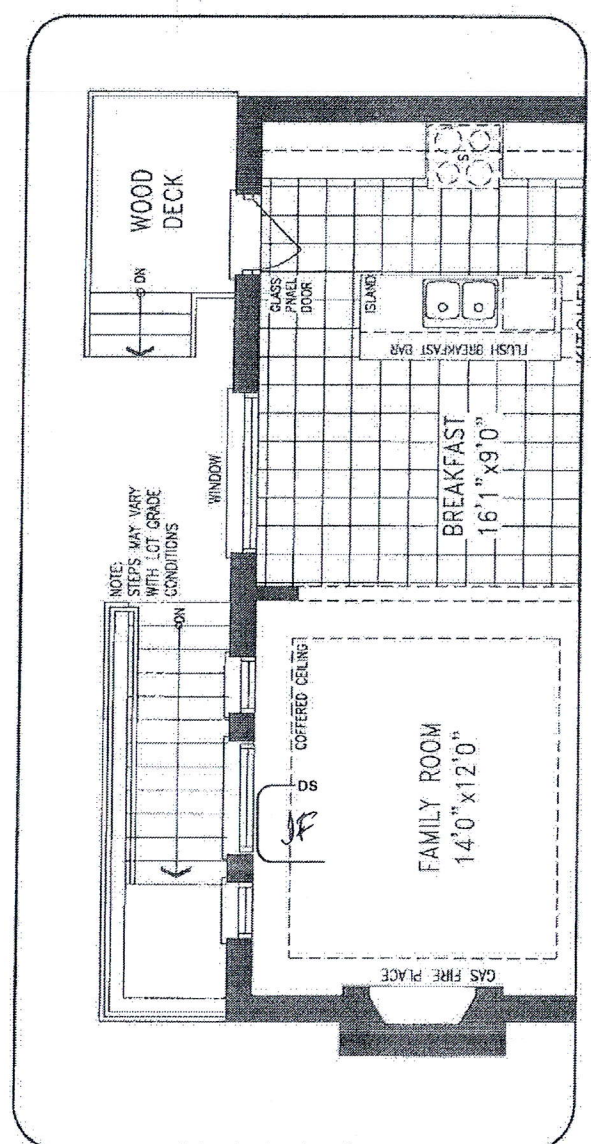 WOOD
DECK
DN
GLASS
PNAEL
DOOR
ISLAND
S
FLUSH BREAKFAST BAR
KITCHEN
BREAKFAST
16'1"x9'0"
WINDOW
NOTE:
STEPS MAY VARY
WITH LOT GRADE
CONDITIONS
DN
COFFERED CEILING
DS
FAMILY ROOM
14'0"x12'0"
GAS FIRE PLACE